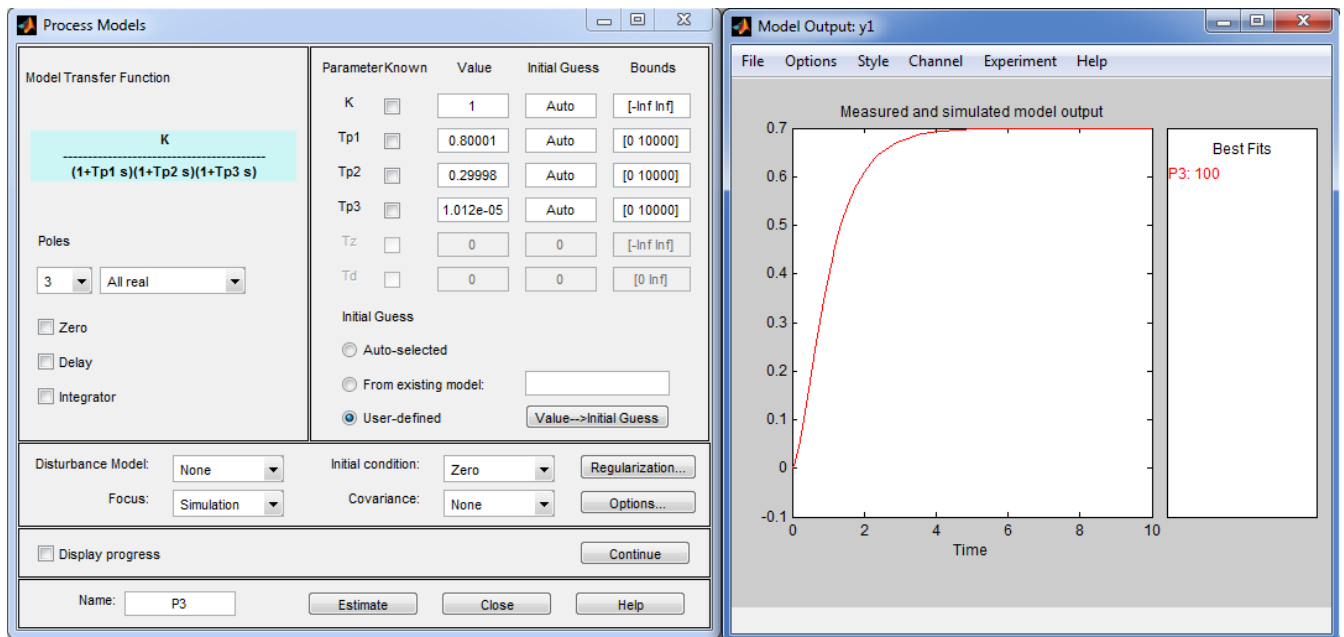 Process Models
Model Transfer Function
K
------------------------------------------
(1+Tp1 s)(1+Tp2 s)(1+Tp3 s)
Poles
3 All real
Zero
Delay
Integrator
Parameter Known Value Initial Guess Bounds
K 1 Auto [-Inf Inf]
Tp1 0.80001 Auto [0 10000]
Tp2 0.29998 Auto [0 10000]
Tp3 1.012e-05 Auto [0 10000]
Tz 0 0 [-Inf Inf]
Td 0 0 [0 Inf]
Initial Guess
Auto-selected
From existing model:
User-defined Value-->Initial Guess
Disturbance Model: None Initial condition: Zero Regularization...
Focus: Simulation Covariance: None Options...
Display progress Continue
Name: P3 Estimate Close Help
Model Output: y1
File Options Style Channel Experiment Help
Measured and simulated model output
0.7
0.6
0.5
0.4
0.3
0.2
0.1
0
-0.1
0 2 4 6 8 10
Time
Best Fits
P3: 100